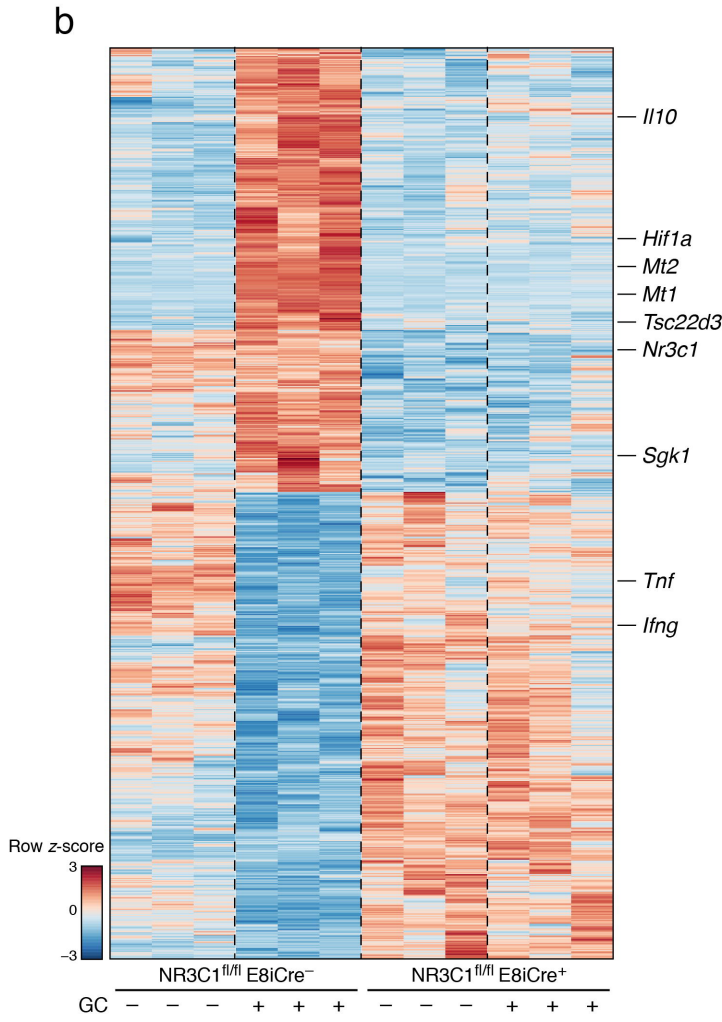 b
Il10
Hif1a
Mt2
Mt1
Tsc22d3
Nr3c1
Sgk1
Tnf
Ifng
Row z-score
3
0
−3
NR3C1fl/fl E8iCre− NR3C1fl/fl E8iCre+
GC − − − + + + − − − + + +